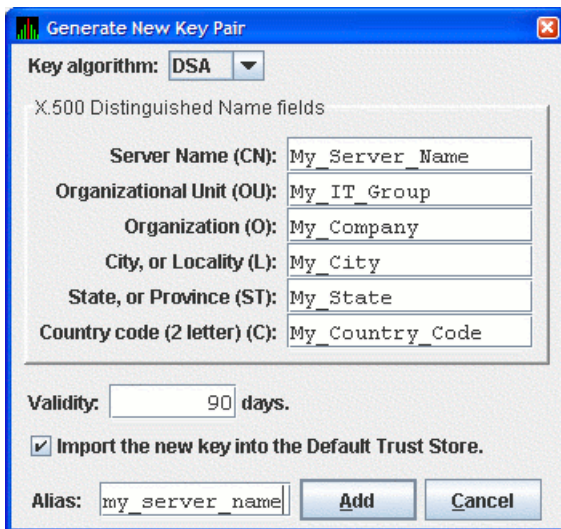 Generate New Key Pair
Key algorithm: DSA
X.500 Distinguished Name fields
Server Name (CN): My_Server_Name
Organizational Unit (OU): My_IT_Group
Organization (O): My_Company
City, or Locality (L): My_City
State, or Province (ST): My_State
Country code (2 letter) (C): My_Country_Code
Validity: 90 days.
Import the new key into the Default Trust Store.
Alias: my_server_name Add Cancel